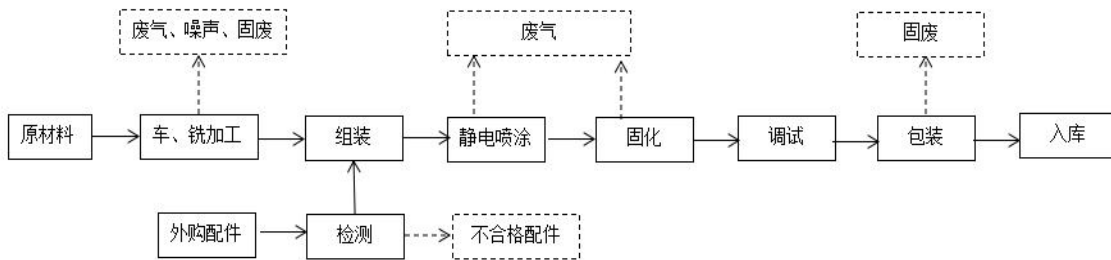 废气、噪声、固废
废气
固废
原材料
车、铣加工
组装
静电喷涂
固化
调试
包装
入库
外购配件
检测
不合格配件